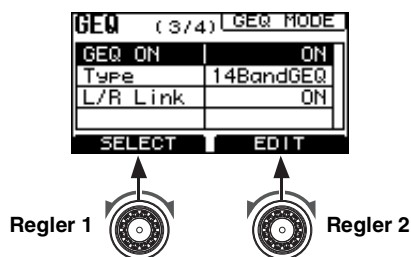 GEQ (3/4) GEQ MODE
GEQ ON ON
Type 14BandGEQ
L/R Link ON
SELECT EDIT
Regler 1 Regler 2